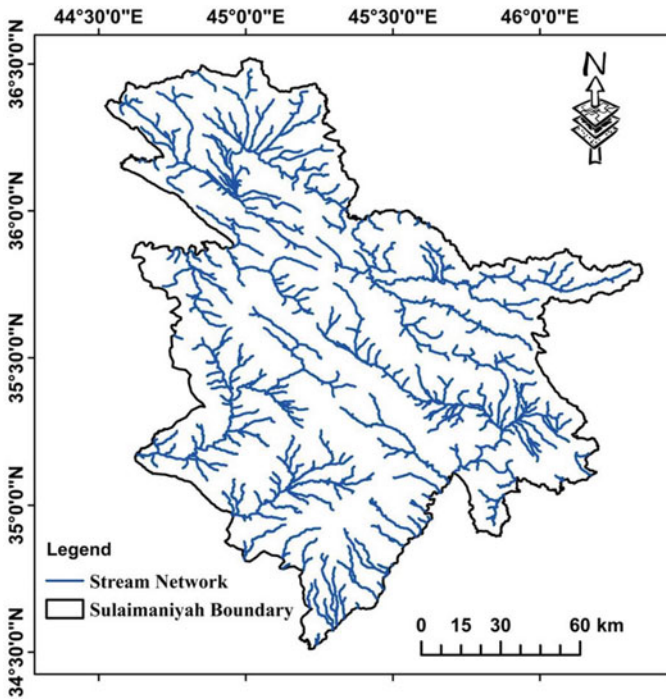 44°30'0"E 45°0'0"E 45°30'0"E 46°0'0"E
36°30'0"N
36°0'0"N
35°30'0"N
35°0'0"N
34°30'0"N
N
Legend
Stream Network
Sulaimaniyah Boundary
0 15 30 60 km